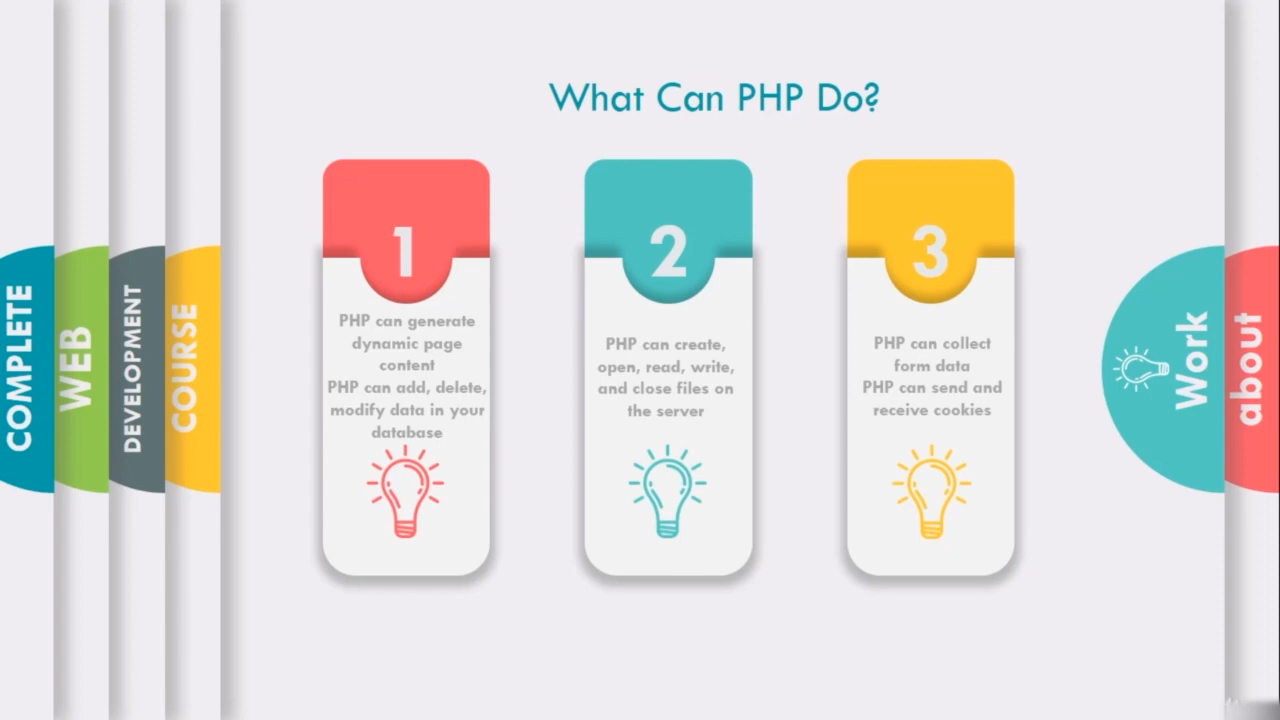 What Can PHP Do?
COMPLETE
WEB
DEVELOPMENT
COURSE
1
PHP can generate
dynamic page
content
PHP can add, delete,
modify data in your
database
2
PHP can create,
open, read, write,
and close files on
the server
3
PHP can collect
form data
PHP can send and
receive cookies
Work
about